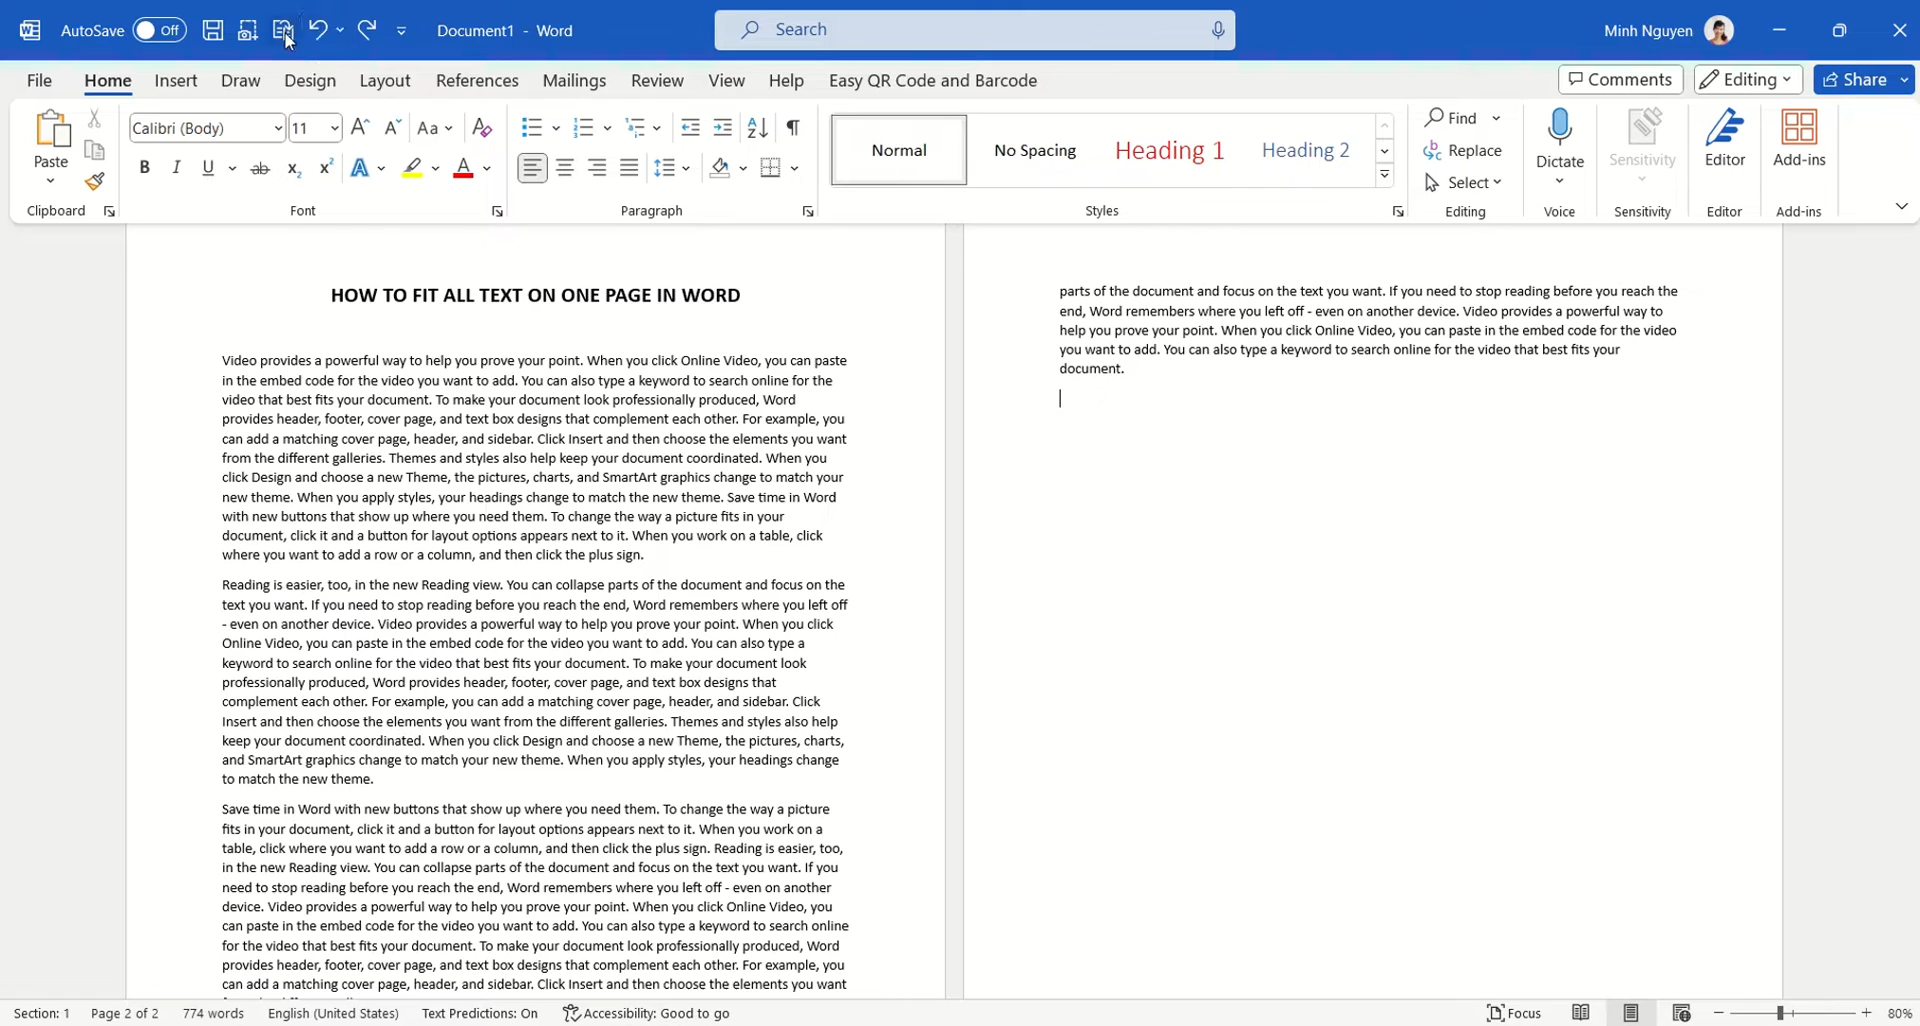 AutoSave Off Document1 - Word Search Minh Nguyen
File Home Insert Draw Design Layout References Mailings Review View Help Easy QR Code and Barcode Comments Editing Share
Paste
Clipboard
Calibri (Body) 11
Font
Paragraph
Normal No Spacing Heading 1 Heading 2
Styles
Find
Replace
Select
Editing
Dictate
Voice
Sensitivity
Sensitivity
Editor
Editor
Add-ins
Add-ins
HOW TO FIT ALL TEXT ON ONE PAGE IN WORD
Video provides a powerful way to help you prove your point. When you click Online Video, you can paste
in the embed code for the video you want to add. You can also type a keyword to search online for the
video that best fits your document. To make your document look professionally produced, Word
provides header, footer, cover page, and text box designs that complement each other. For example, you
can add a matching cover page, header, and sidebar. Click Insert and then choose the elements you want
from the different galleries. Themes and styles also help keep your document coordinated. When you
click Design and choose a new Theme, the pictures, charts, and SmartArt graphics change to match your
new theme. When you apply styles, your headings change to match the new theme. Save time in Word
with new buttons that show up where you need them. To change the way a picture fits in your
document, click it and a button for layout options appears next to it. When you work on a table, click
where you want to add a row or a column, and then click the plus sign.
Reading is easier, too, in the new Reading view. You can collapse parts of the document and focus on the
text you want. If you need to stop reading before you reach the end, Word remembers where you left off
- even on another device. Video provides a powerful way to help you prove your point. When you click
Online Video, you can paste in the embed code for the video you want to add. You can also type a
keyword to search online for the video that best fits your document. To make your document look
professionally produced, Word provides header, footer, cover page, and text box designs that
complement each other. For example, you can add a matching cover page, header, and sidebar. Click
Insert and then choose the elements you want from the different galleries. Themes and styles also help
keep your document coordinated. When you click Design and choose a new Theme, the pictures, charts,
and SmartArt graphics change to match your new theme. When you apply styles, your headings change
to match the new theme.
Save time in Word with new buttons that show up where you need them. To change the way a picture
fits in your document, click it and a button for layout options appears next to it. When you work on a
table, click where you want to add a row or a column, and then click the plus sign. Reading is easier, too,
in the new Reading view. You can collapse parts of the document and focus on the text you want. If you
need to stop reading before you reach the end, Word remembers where you left off - even on another
device. Video provides a powerful way to help you prove your point. When you click Online Video, you
can paste in the embed code for the video you want to add. You can also type a keyword to search online
for the video that best fits your document. To make your document look professionally produced, Word
provides header, footer, cover page, and text box designs that complement each other. For example, you
can add a matching cover page, header, and sidebar. Click Insert and then choose the elements you want
parts of the document and focus on the text you want. If you need to stop reading before you reach the
end, Word remembers where you left off - even on another device. Video provides a powerful way to
help you prove your point. When you click Online Video, you can paste in the embed code for the video
you want to add. You can also type a keyword to search online for the video that best fits your
document.
Section: 1 Page 2 of 2 774 words English (United States) Text Predictions: On Accessibility: Good to go Focus 80%